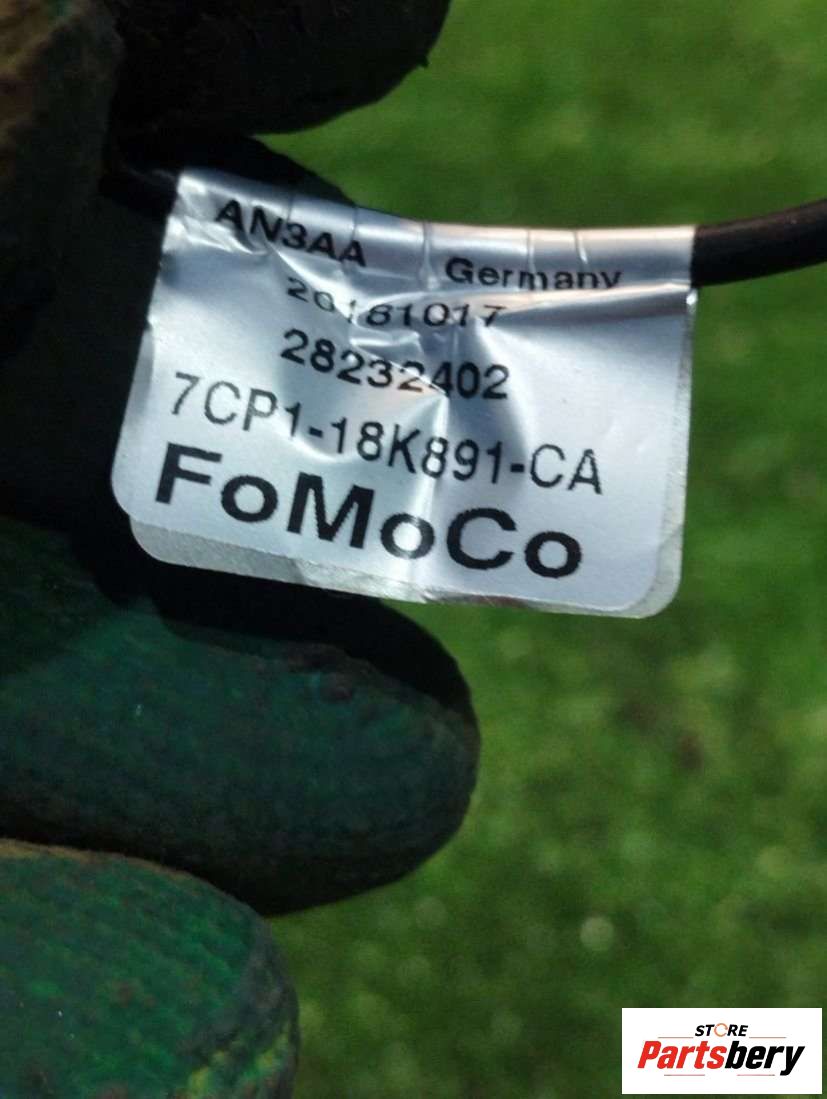 AN3AA Germany
20181017
28232402
7CP1-18K891-CA
FoMoCo
STORE
Partsbery